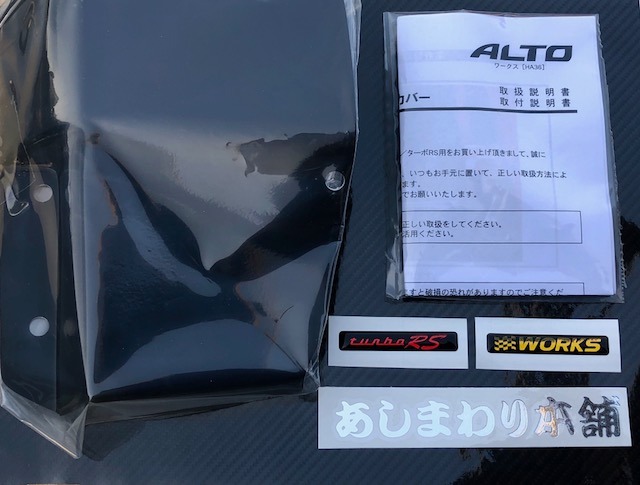 ALTO
ワークス【HA36】
カバー 取扱説明書
取付説明書
ターボRS用をお買い上げ頂きまして、誠に
、いつもお手元に置いて、正しい取扱方法によ
ます。
でお願いいたします。
正しい取扱をしてください。
活用ください。
すと破損の恐れがありますのでご注意くだ
turbo RS
WORKS
あしまわり本舗